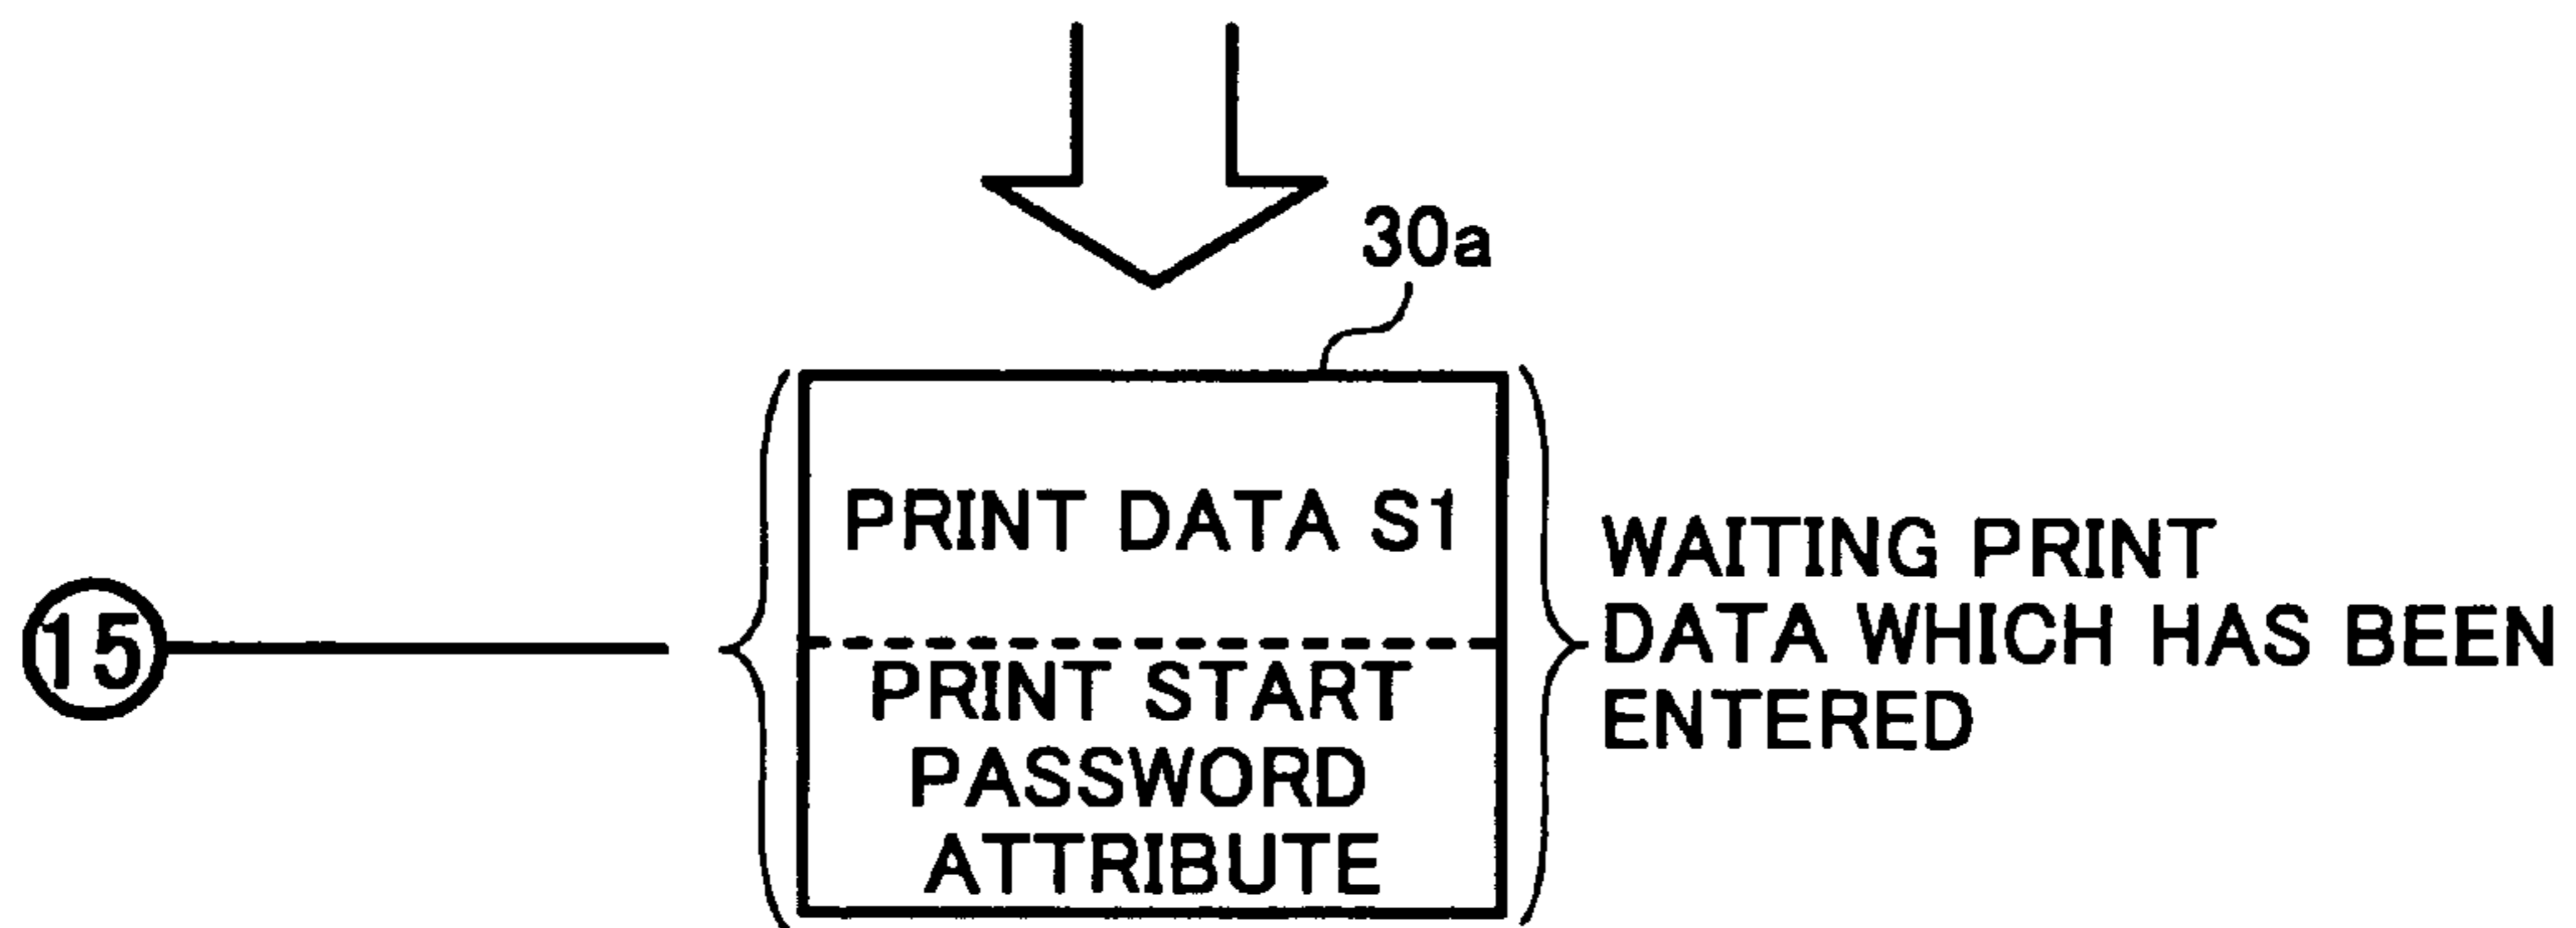 30a
PRINT DATA S1
PRINT START
PASSWORD
ATTRIBUTE
15
WAITING PRINT
DATA WHICH HAS BEEN
ENTERED